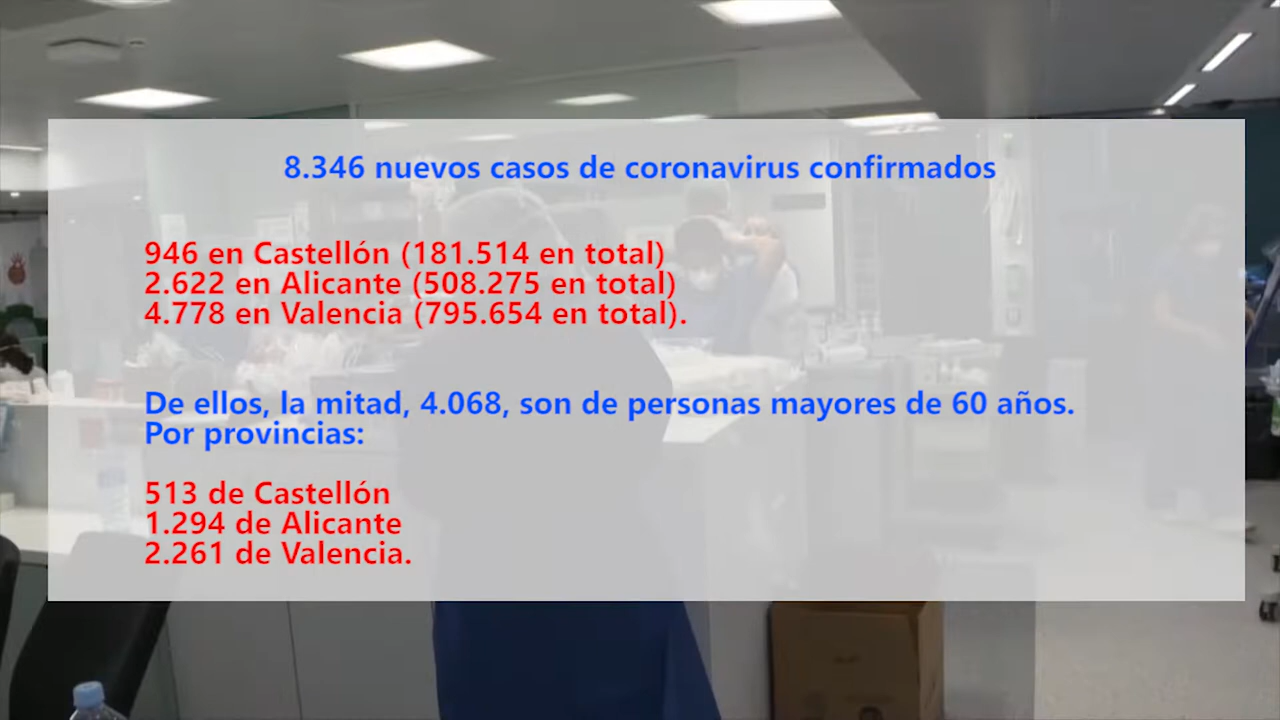 8.346 nuevos casos de coronavirus confirmados
946 en Castellón (181.514 en total)
2.622 en Alicante (508.275 en total)
4.778 en Valencia (795.654 en total).
De ellos, la mitad, 4.068, son de personas mayores de 60 años.
Por provincias:
513 de Castellón
1.294 de Alicante
2.261 de Valencia.